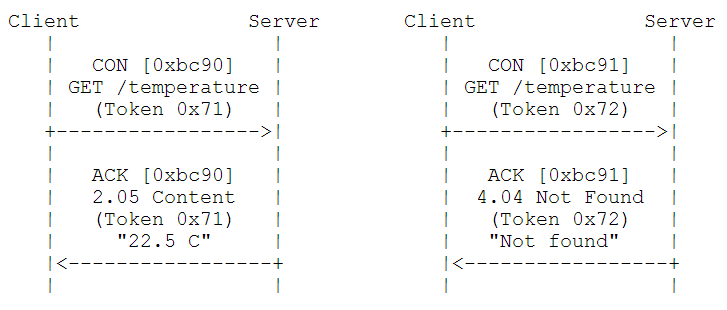 Client Server Client Server
CON [0xbc90] CON [0xbc91]
GET /temperature GET /temperature
(Token 0x71) (Token 0x72)
ACK [0xbc90] ACK [0xbc91]
2.05 Content 4.04 Not Found
(Token 0x71) (Token 0x72)
"22.5 C" "Not found"